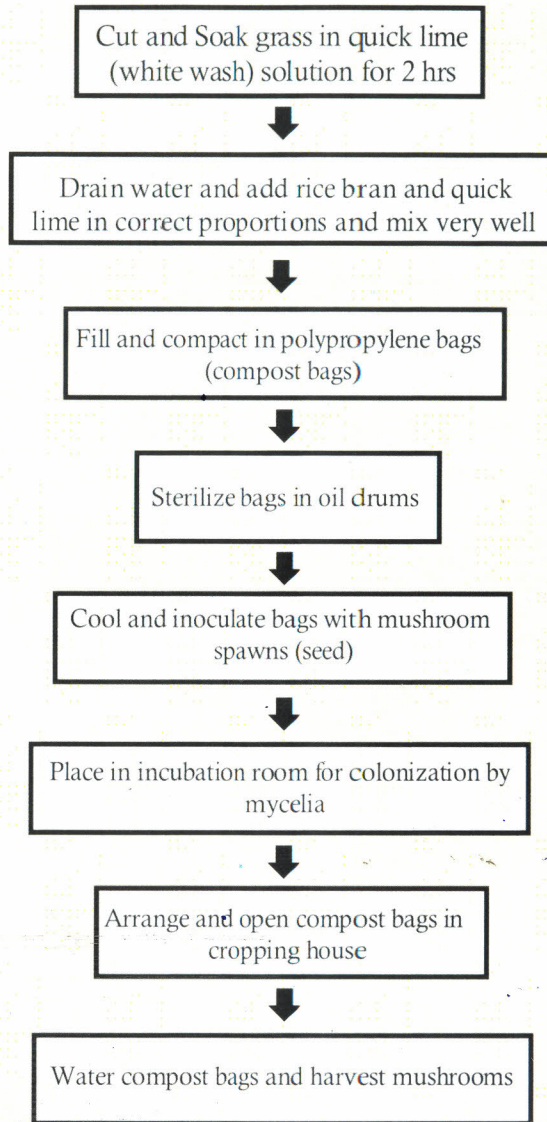 Cut and Soak grass in quick lime
(white wash) solution for 2 hrs
Drain water and add rice bran and quick
lime in correct proportions and mix very well
Fill and compact in polypropylene bags
(compost bags)
Sterilize bags in oil drums
Cool and inoculate bags with mushroom
spawns (seed)
Place in incubation room for colonization by
mycelia
Arrange and open compost bags in
cropping house
Water compost bags and harvest mushrooms